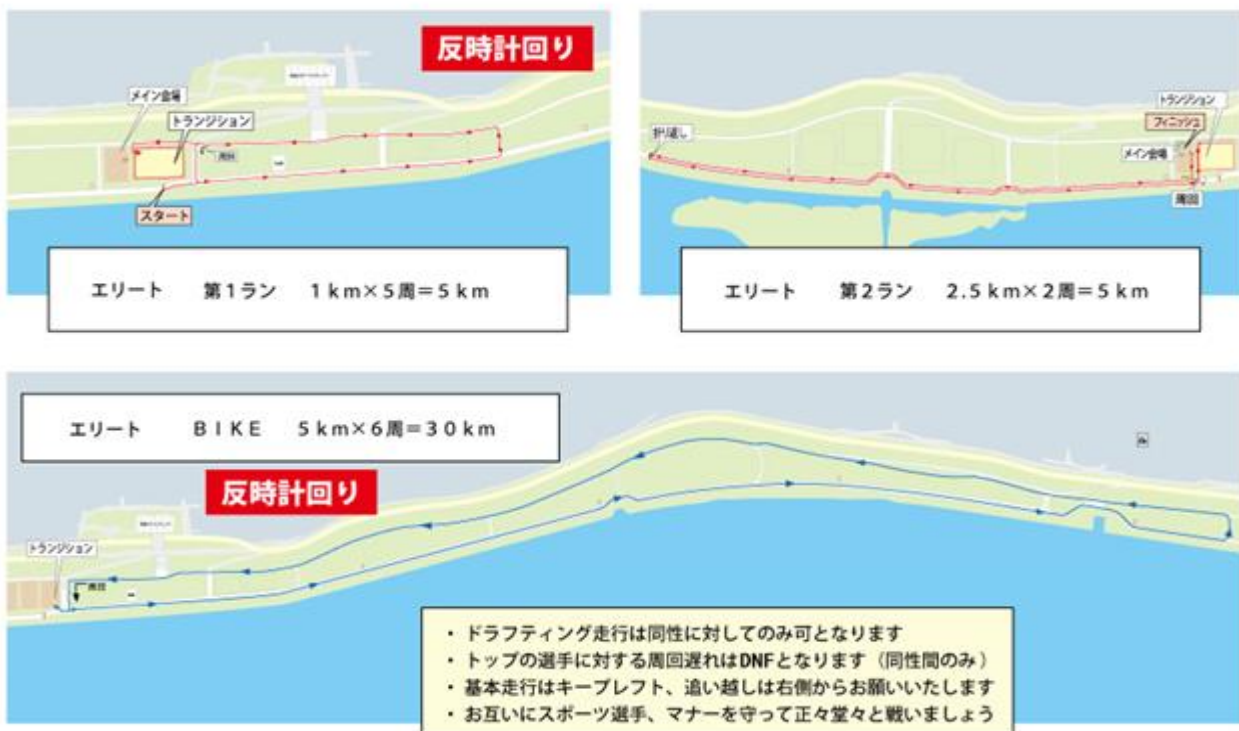 反時計回り
メイン会場
トランジション
周回
スタート
エリート 第1ラン 1km×5周=5km
折り返し
トランジション
フィニッシュ
メイン会場
周回
エリート 第2ラン 2.5km×2周=5km
エリート BIKE 5km×6周=30km
反時計回り
トランジション
周回
・ ドラフティング走行は同性に対してのみ可となります
・ トップの選手に対する周回遅れはDNFとなります（同性間のみ）
・ 基本走行はキープレフト、追い越しは右側からお願いいたします
・ お互いにスポーツ選手、マナーを守って正々堂々と戦いましょう